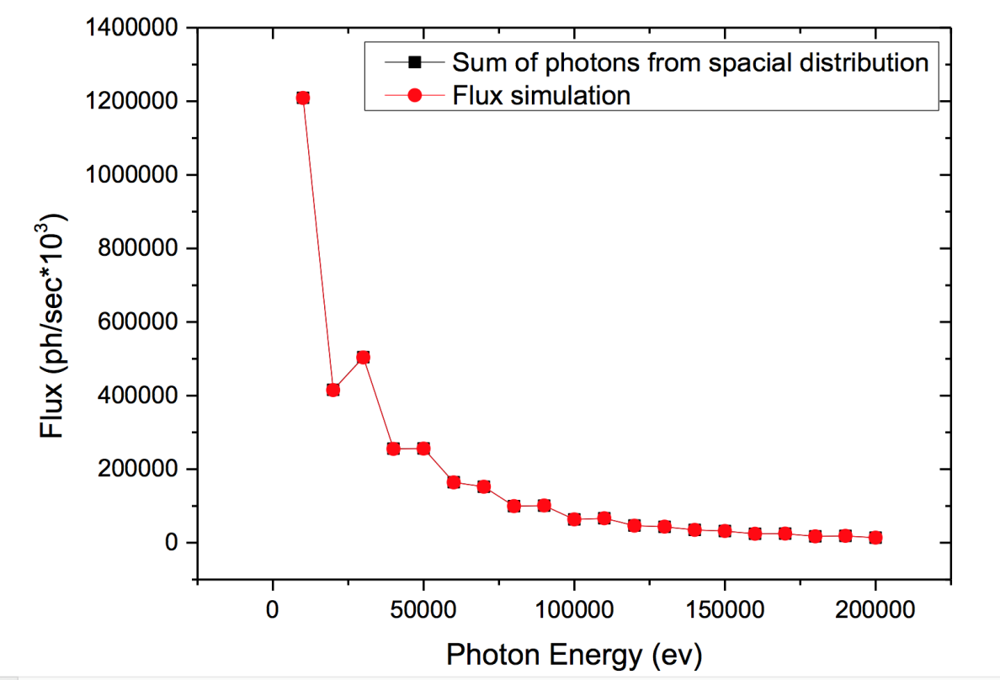 1400000
1200000
1000000
800000
600000
400000
200000
0
Flux (ph/sec*10³)
Sum of photons from spacial distribution
Flux simulation
0 50000 100000 150000 200000
Photon Energy (ev)